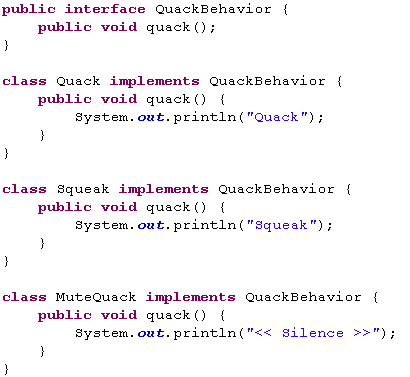 public interface QuackBehavior {
    public void quack();
}

class Quack implements QuackBehavior {
    public void quack() {
        System.out.println("Quack");
    }
}

class Squeak implements QuackBehavior {
    public void quack() {
        System.out.println("Squeak");
    }
}

class MuteQuack implements QuackBehavior {
    public void quack() {
        System.out.println("<< Silence >>");
    }
}